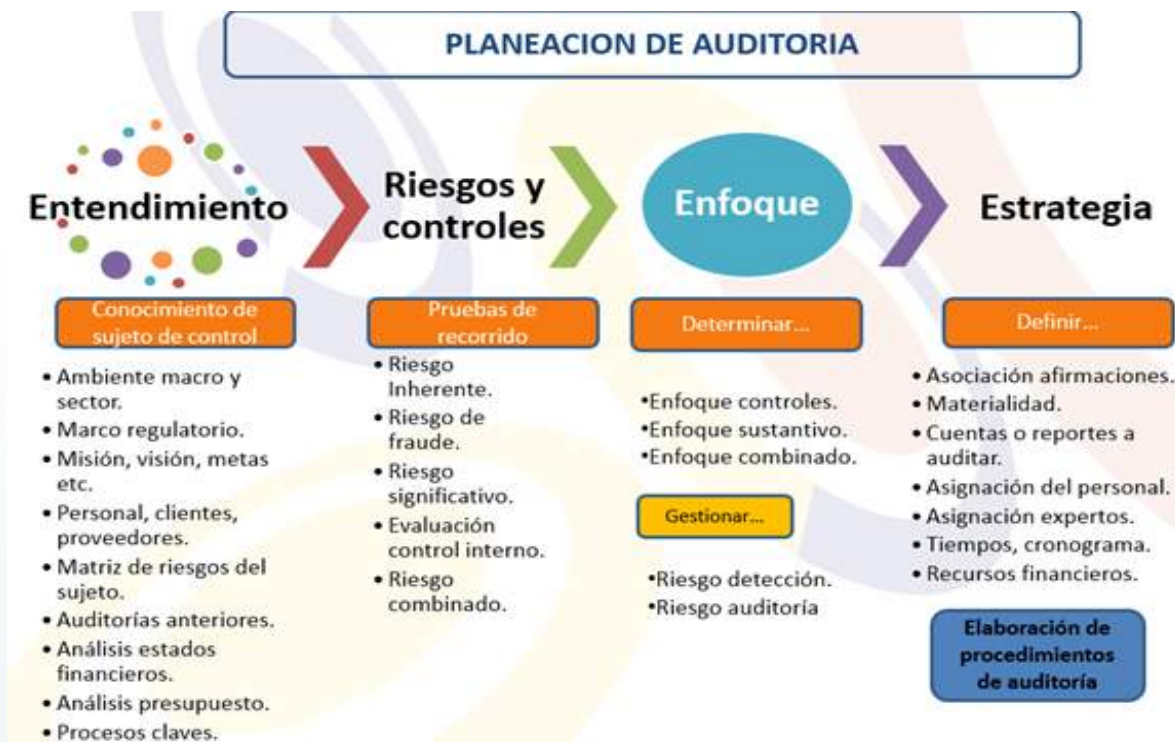 PLANEACION DE AUDITORIA
Entendimiento
Riesgos y
controles
Enfoque
Estrategia
Conocimiento de
sujeto de control
• Ambiente macro y
sector.
• Marco regulatorio.
• Misión, visión, metas
etc.
• Personal, clientes,
proveedores.
• Matriz de riesgos del
sujeto.
• Auditorías anteriores.
• Análisis estados
financieros.
• Análisis presupuesto.
• Procesos claves.
Pruebas de
recorrido
• Riesgo
Inherente.
• Riesgo de
fraude.
• Riesgo
significativo.
• Evaluación
control interno.
• Riesgo
combinado.
Determinar...
•Enfoque controles.
•Enfoque sustantivo.
•Enfoque combinado.
Gestionar...
•Riesgo detección.
•Riesgo auditoría
Definir...
• Asociación afirmaciones.
• Materialidad.
• Cuentas o reportes a
auditar.
• Asignación del personal.
• Asignación expertos.
• Tiempos, cronograma.
• Recursos financieros.
Elaboración de
procedimientos
de auditoría